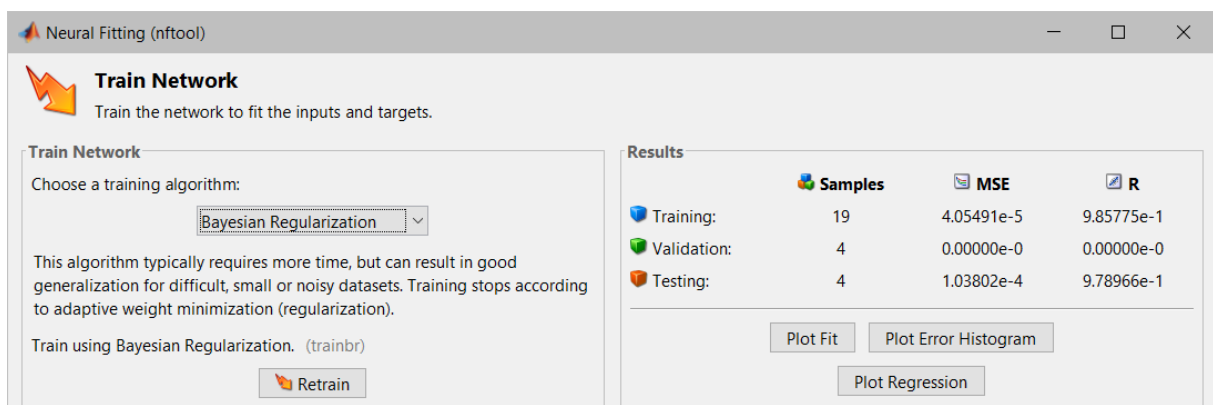 Neural Fitting (nftool)
Train Network
Train the network to fit the inputs and targets.
Train Network
Choose a training algorithm:
Bayesian Regularization
This algorithm typically requires more time, but can result in good
generalization for difficult, small or noisy datasets. Training stops according
to adaptive weight minimization (regularization).
Train using Bayesian Regularization. (trainbr)
Retrain
Results
Samples MSE R
Training: 19 4.05491e-5 9.85775e-1
Validation: 4 0.00000e-0 0.00000e-0
Testing: 4 1.03802e-4 9.78966e-1
Plot Fit Plot Error Histogram
Plot Regression